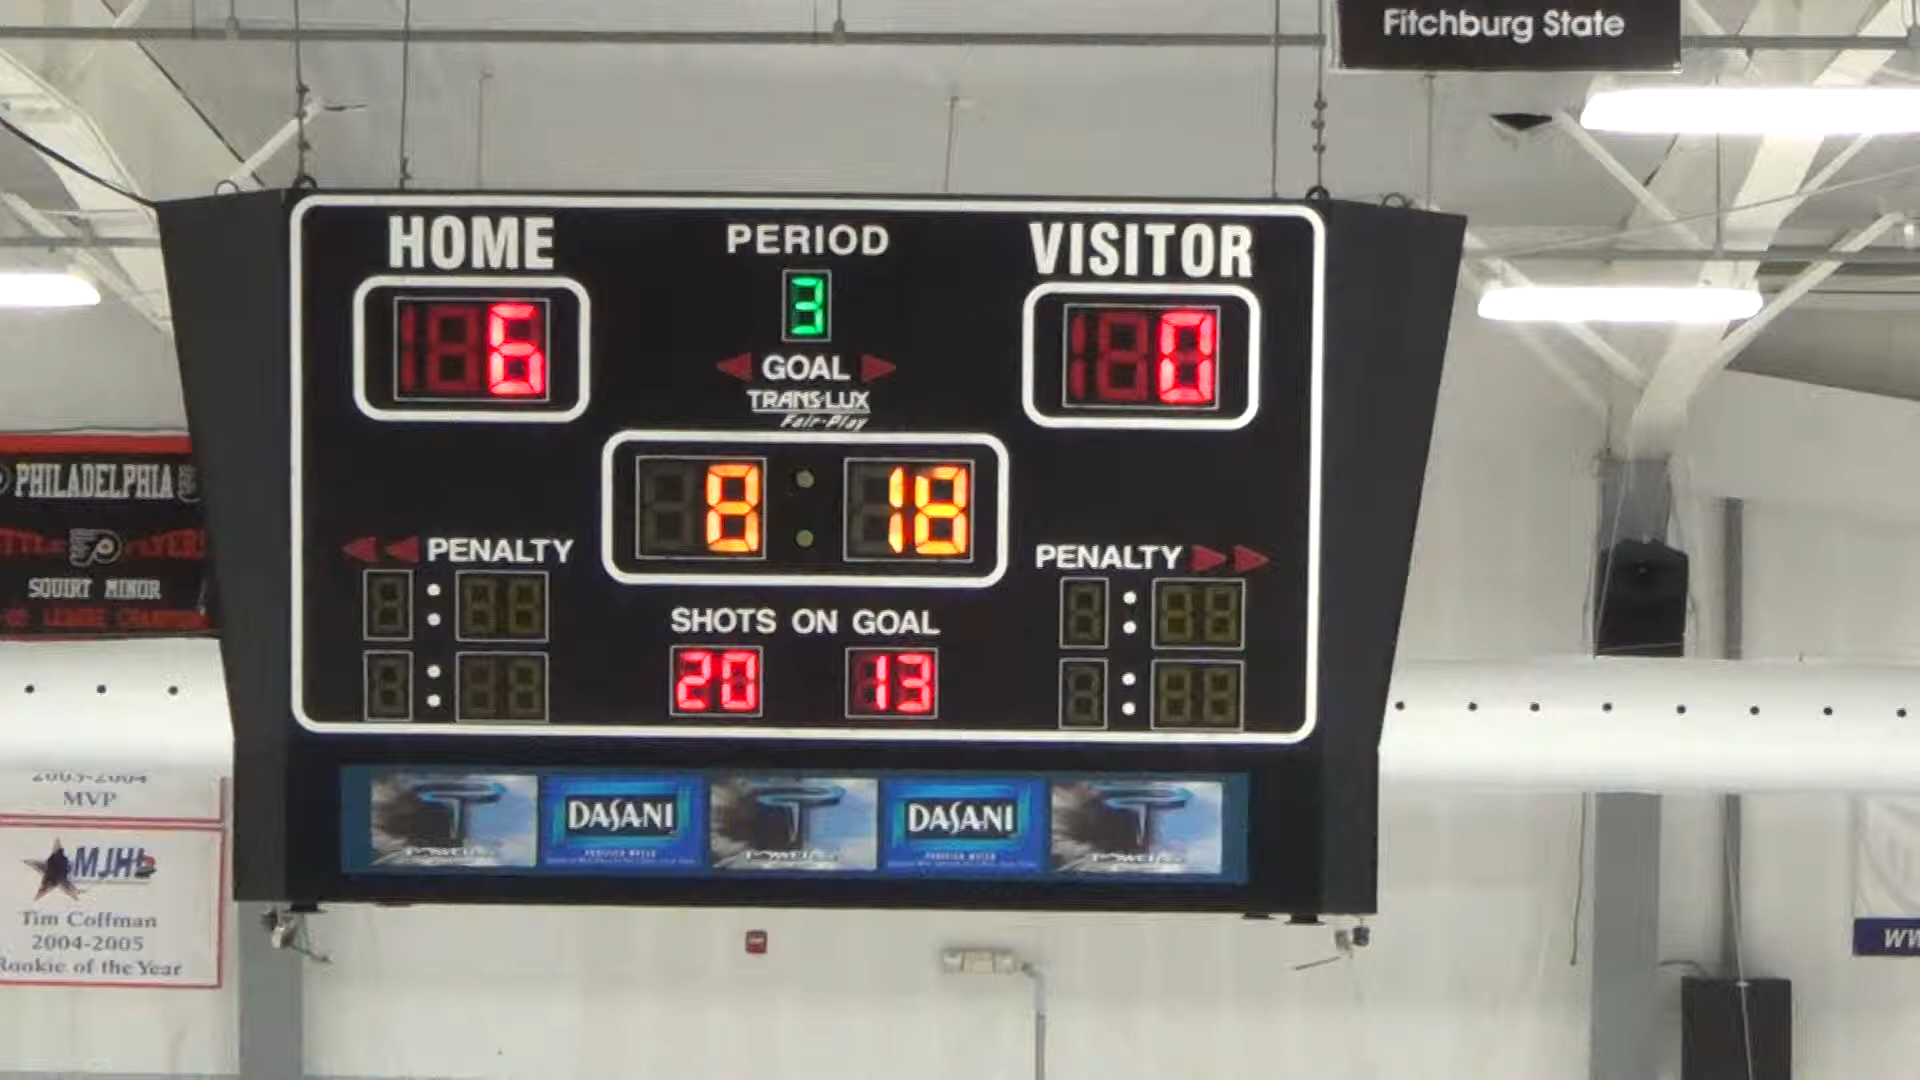 Fitchburg State
HOME
PERIOD
VISITOR
6
3
0
GOAL
TRANS-LUX
Fair-Play
8 : 18
PENALTY
PENALTY
SHOTS ON GOAL
20 13
PHILADELPHIA
SQUIRT MINOR
MVP
DASANI
DASANI
MJHL
Tim Coffman
2004-2005
Rookie of the Year